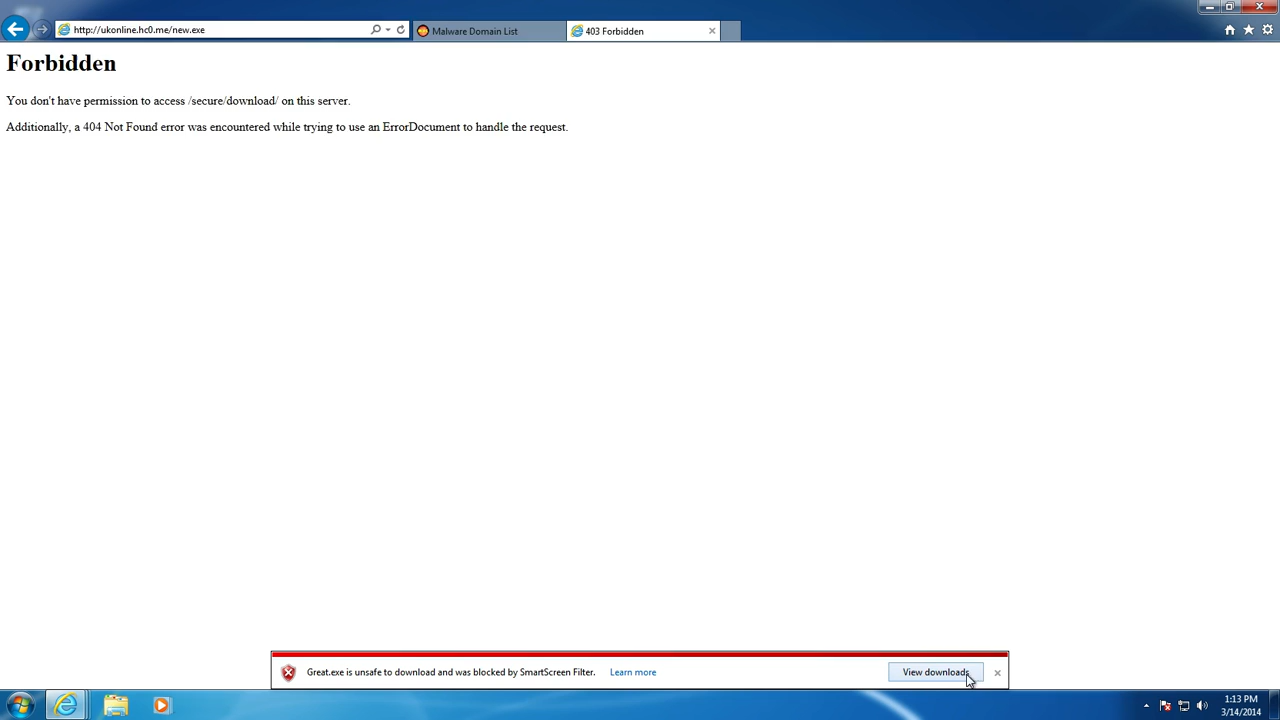 http://ukonline.hc0.me/new.exe
Malware Domain List
403 Forbidden
Forbidden
You don't have permission to access /secure/download/ on this server.
Additionally, a 404 Not Found error was encountered while trying to use an ErrorDocument to handle the request.
Great.exe is unsafe to download and was blocked by SmartScreen Filter. Learn more View downloads
1:13 PM
3/14/2014